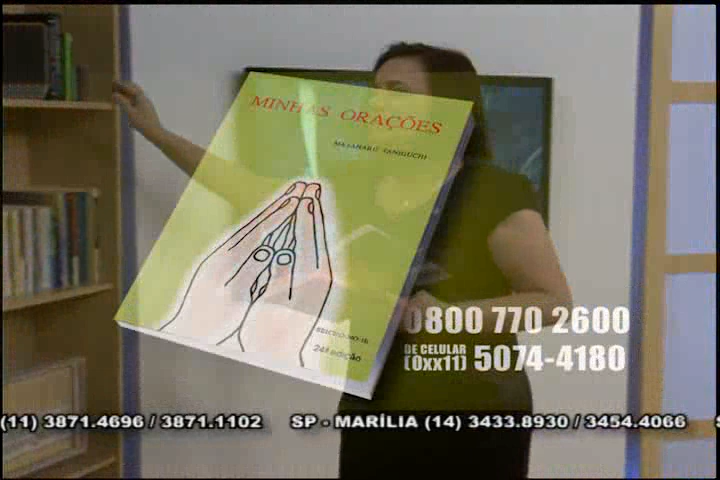 MINHAS ORAÇÕES
MASAHARU TANIGUCHI
24ª edição
0800 770 2600
DE CELULAR
(0xx11) 5074-4180
(11) 3871.4696 / 3871.1102 SP - MARÍLIA (14) 3433.8930 / 3454.4066